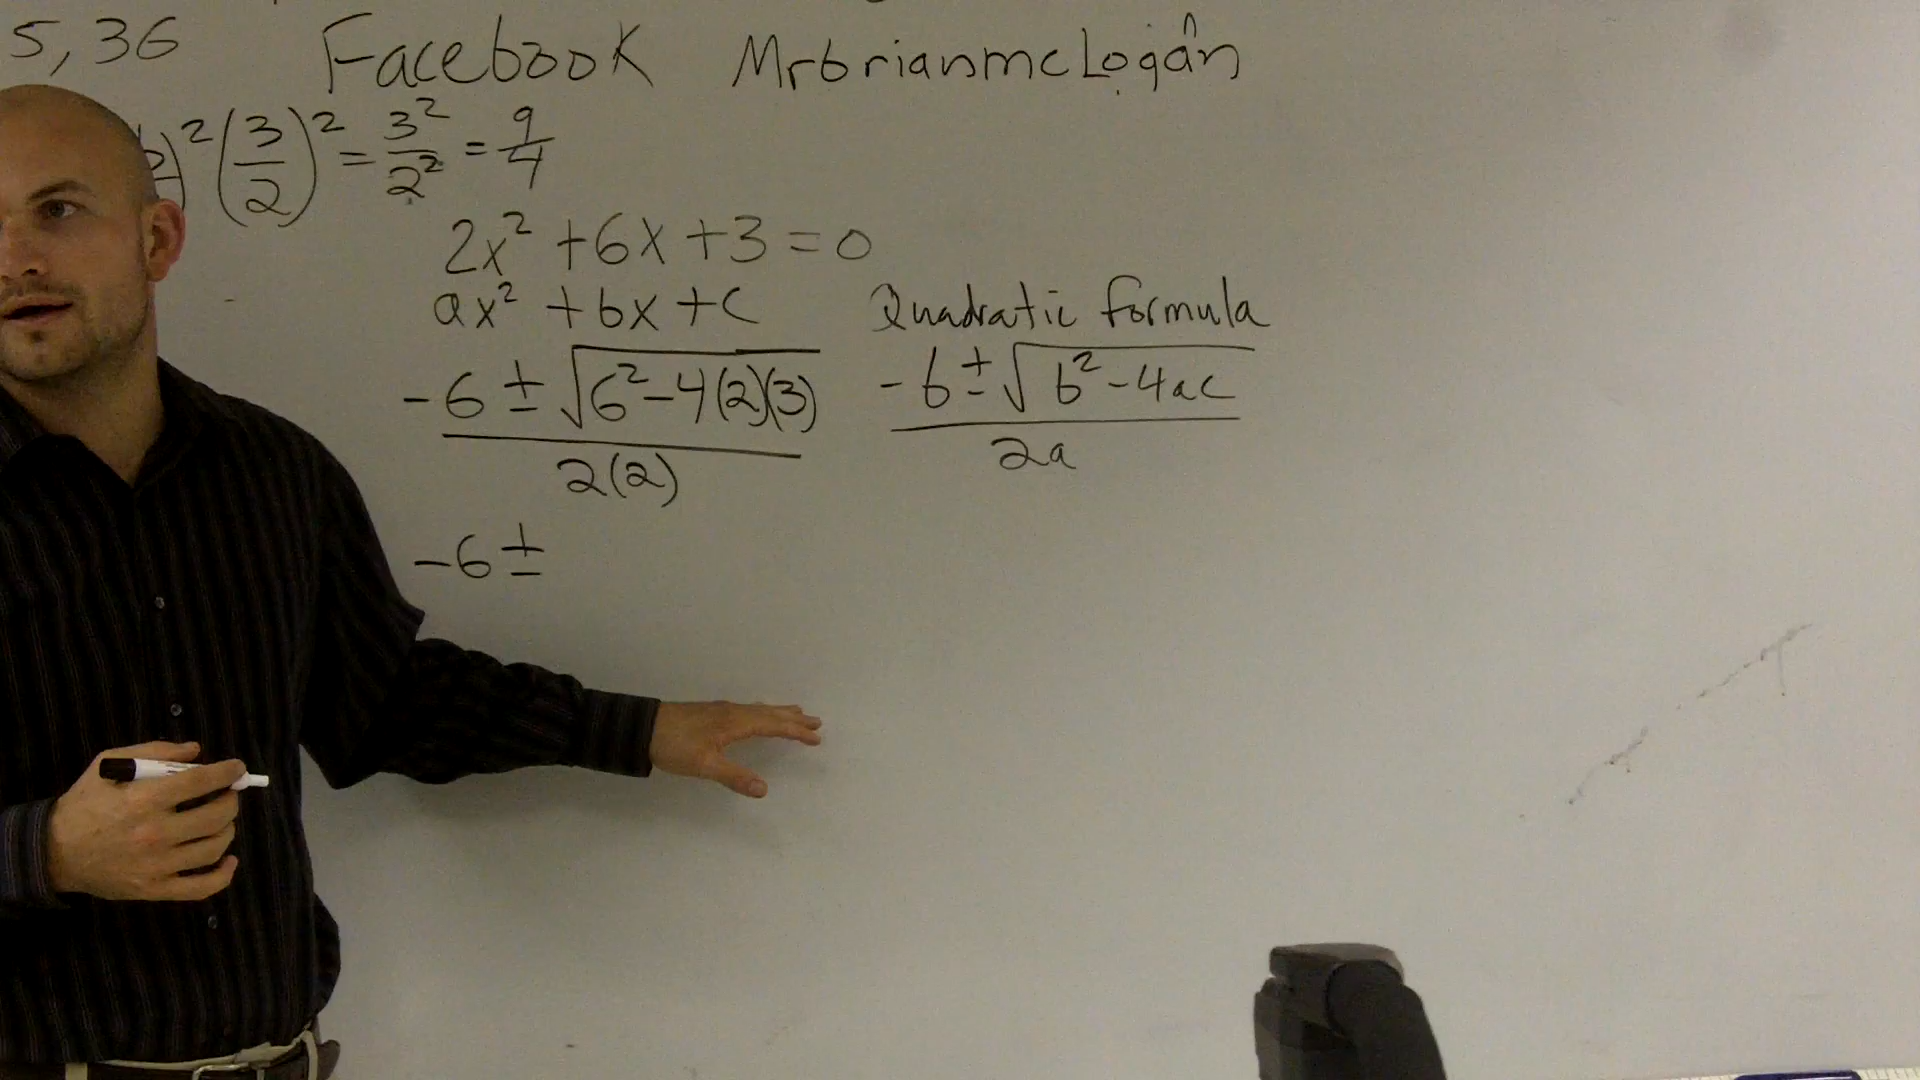 5, 36 Facebook MrbrianmcLogan
)² (3/2)² = 3²/2² = 9/4
2x² + 6x + 3 = 0
ax² + bx + c Quadratic formula
-6 ± √(6² - 4(2)(3)) / 2(2) -b ± √(b² - 4ac) / 2a
-6 ±